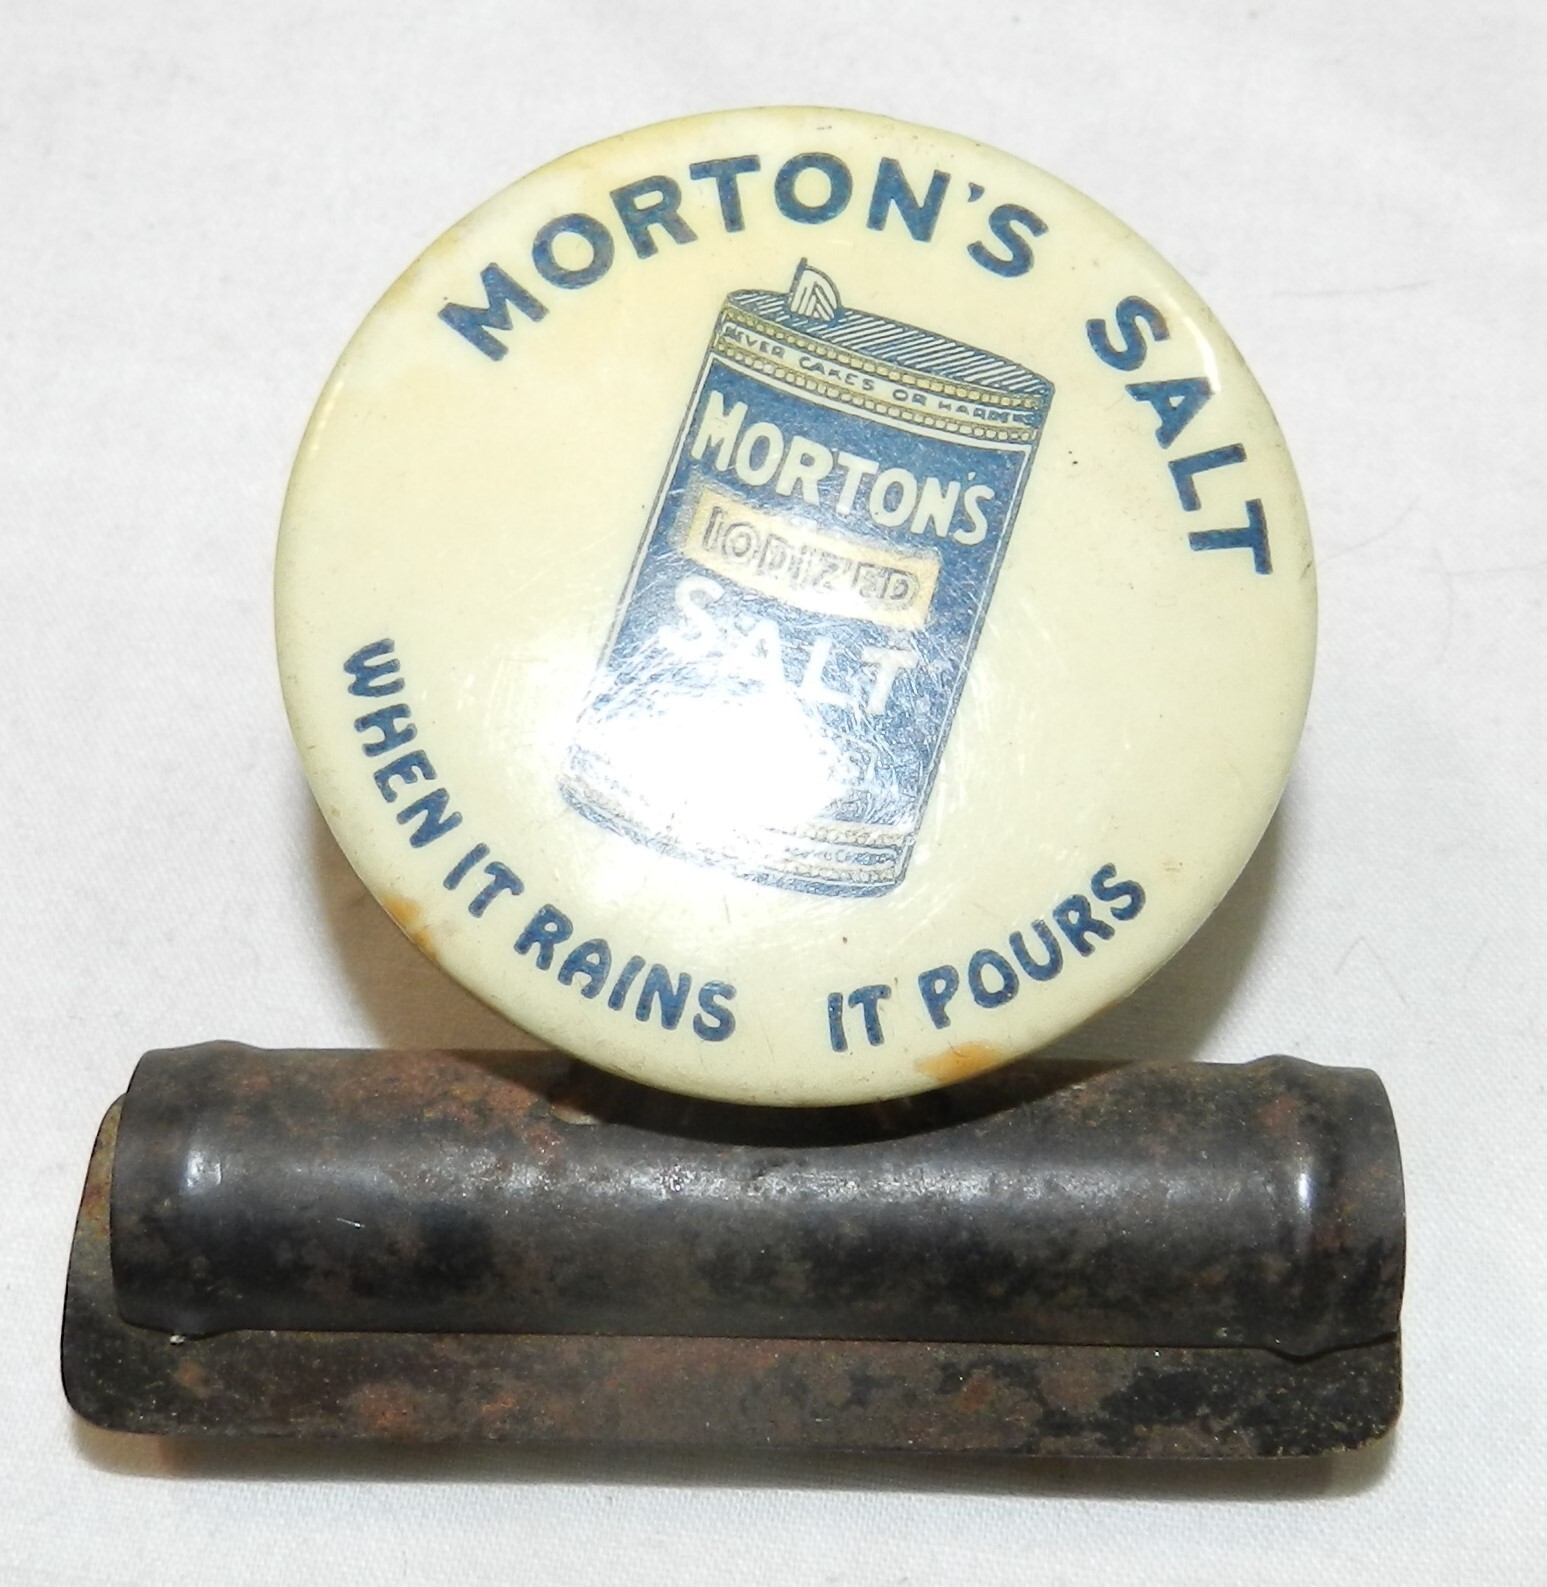 MORTON'S SALT
NEVER CAKES OR HARDENS
MORTON'S
IODIZED
SALT
WHEN IT RAINS IT POURS